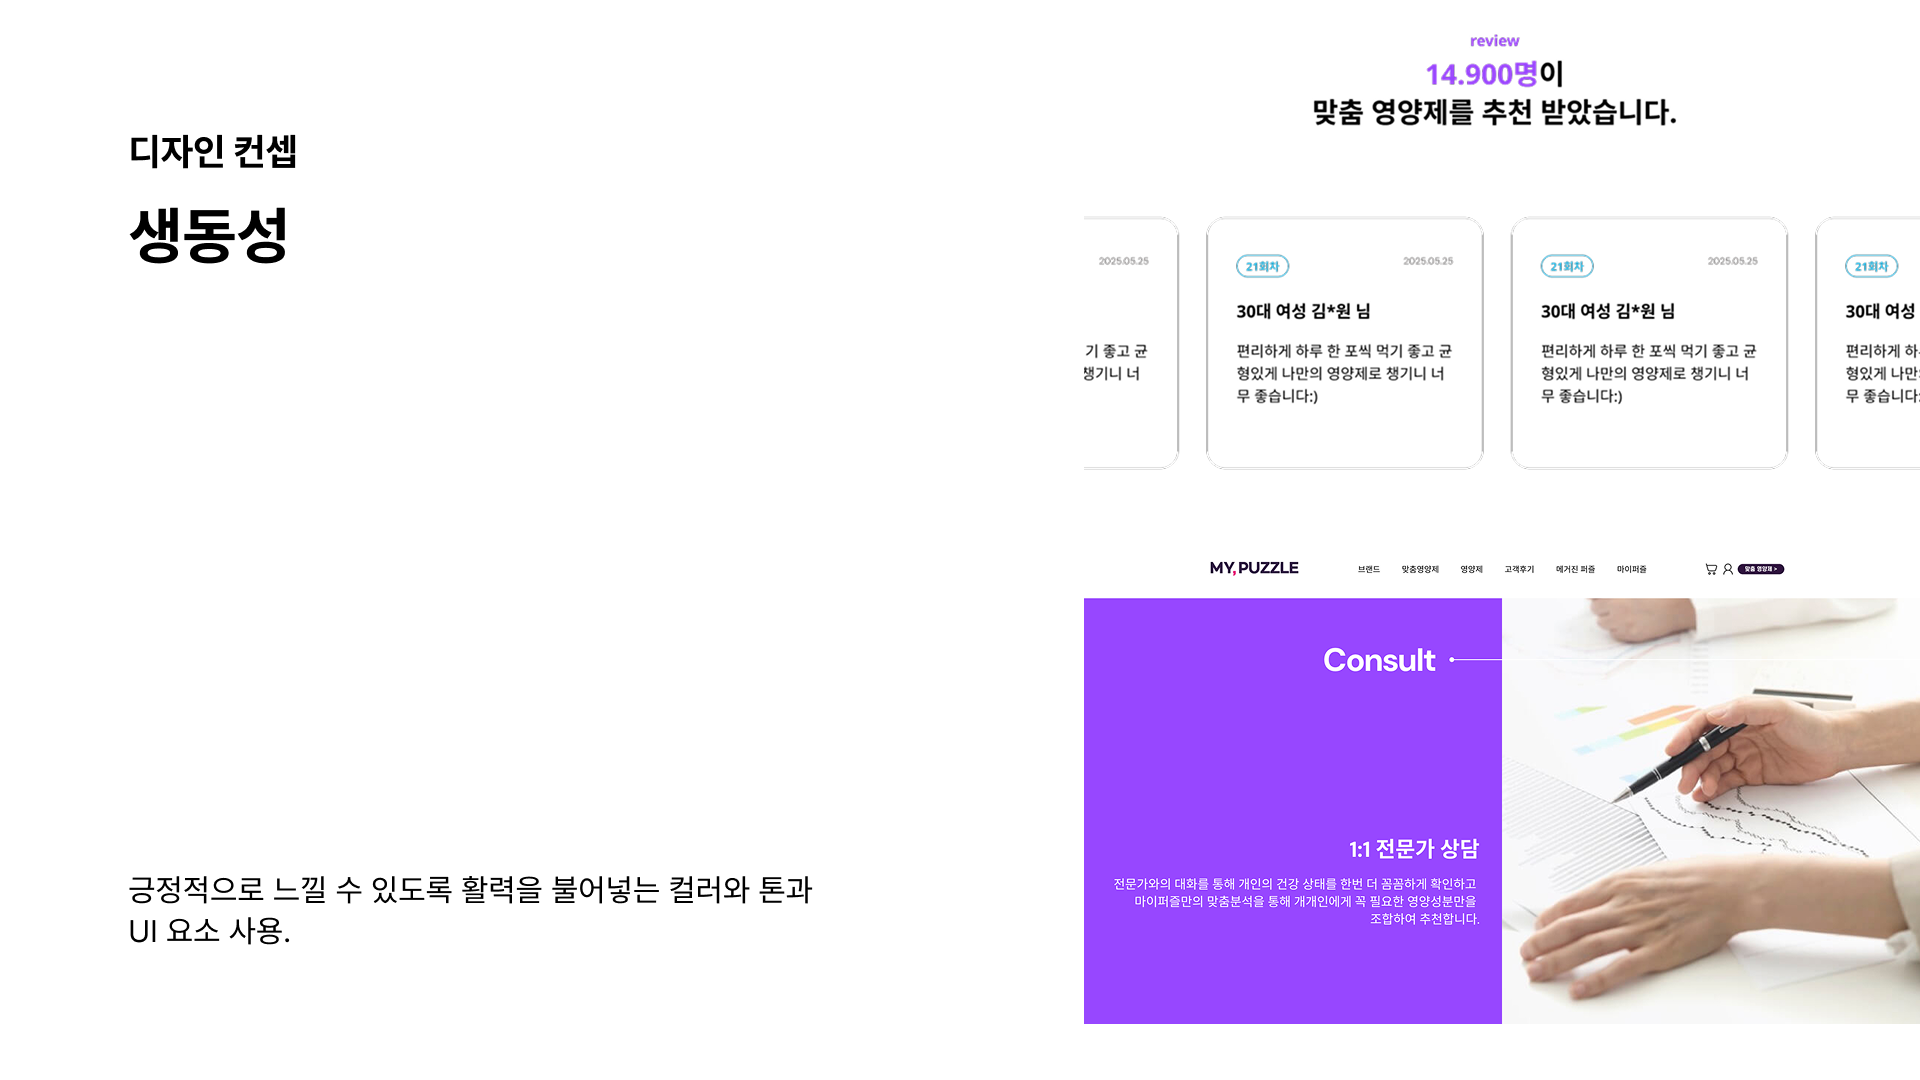 디자인 컨셉
생동성
긍정적으로 느낄 수 있도록 활력을 불어넣는 컬러와 톤과
UI 요소 사용.
review
14.900명이
맞춤 영양제를 추천 받았습니다.
2025.05.25
기 좋고 균
챙기니 너
21회차
2025.05.25
30대 여성 김*원 님
편리하게 하루 한 포씩 먹기 좋고 균
형있게 나만의 영양제로 챙기니 너
무 좋습니다:)
21회차
2025.05.25
30대 여성 김*원 님
편리하게 하루 한 포씩 먹기 좋고 균
형있게 나만의 영양제로 챙기니 너
무 좋습니다:)
21회차
30대 여성
편리하게 하
형있게 나만
무 좋습니다:
MY,PUZZLE
브랜드 맞춤영양제 영양제 고객후기 메거진 퍼즐 마이퍼즐
맞춤 영양제 >
Consult
1:1 전문가 상담
전문가와의 대화를 통해 개인의 건강 상태를 한번 더 꼼꼼하게 확인하고
마이퍼즐만의 맞춤분석을 통해 개개인에게 꼭 필요한 영양성분만을
조합하여 추천합니다.